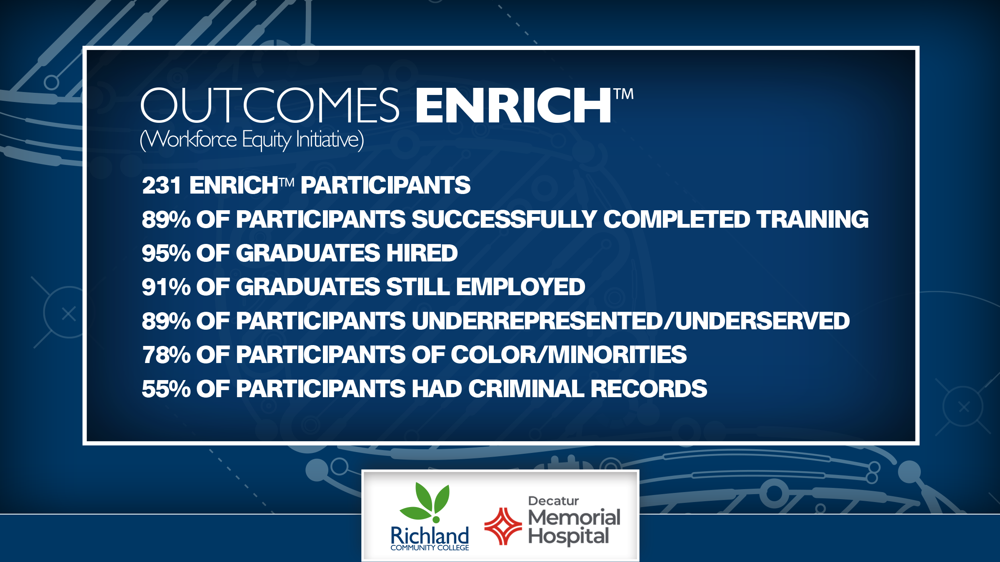 OUTCOMES ENRICH™
(Workforce Equity Initiative)
231 ENRICH™ PARTICIPANTS
89% OF PARTICIPANTS SUCCESSFULLY COMPLETED TRAINING
95% OF GRADUATES HIRED
91% OF GRADUATES STILL EMPLOYED
89% OF PARTICIPANTS UNDERREPRESENTED/UNDERSERVED
78% OF PARTICIPANTS OF COLOR/MINORITIES
55% OF PARTICIPANTS HAD CRIMINAL RECORDS
Richland
COMMUNITY COLLEGE
Decatur
Memorial
Hospital